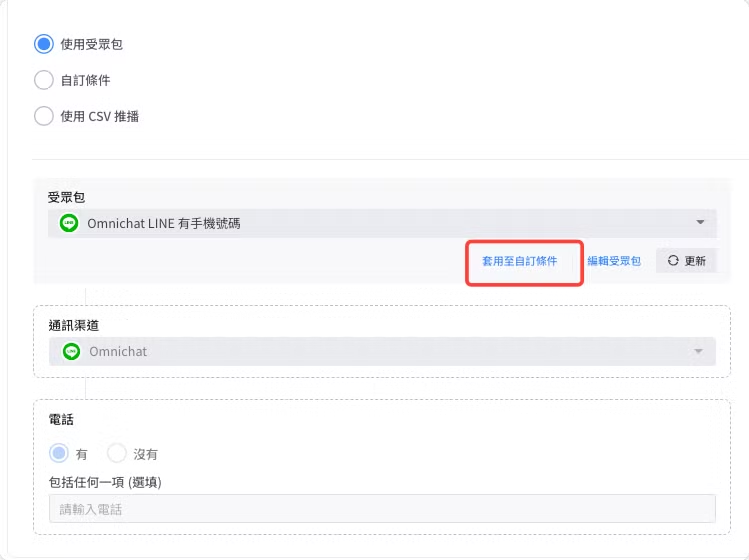 使用受眾包
自訂條件
使用 CSV 推播
受眾包
LINE Omnichat LINE 有手機號碼
套用至自訂條件 編輯受眾包 更新
通訊渠道
LINE Omnichat
電話
有 沒有
包括任何一項 (選填)
請輸入電話